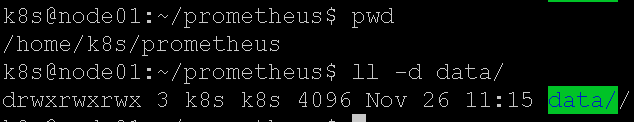 k8s@node01:~/prometheus$ pwd
/home/k8s/prometheus
k8s@node01:~/prometheus$ ll -d data/
drwxrwxrwx 3 k8s k8s 4096 Nov 26 11:15 data//